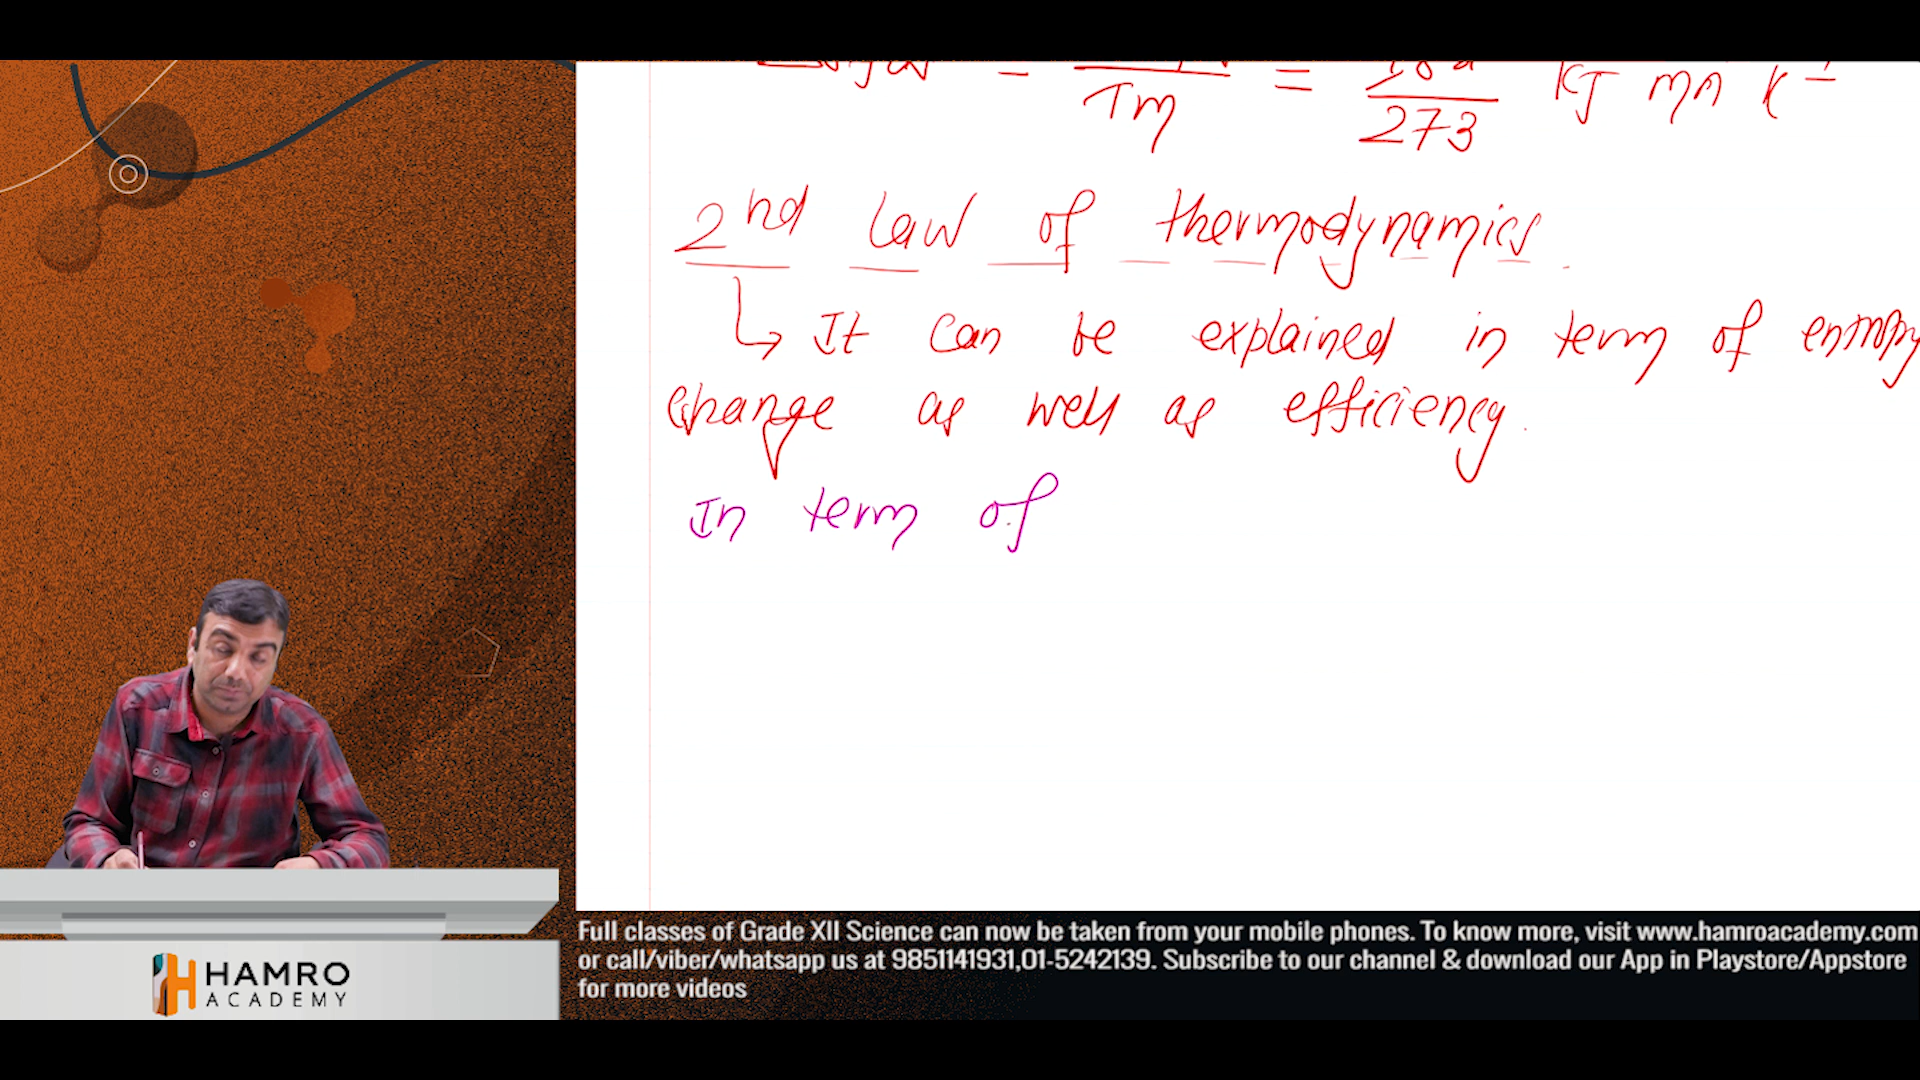 Tm = 273 KJ
2nd law of thermodynamics
It can be explained in term of entropy
change as well as efficiency.
In term of
HAMRO
ACADEMY
Full classes of Grade XII Science can now be taken from your mobile phones. To know more, visit www.hamroacademy.com
or call/viber/whatsapp us at 9851141931,01-5242139. Subscribe to our channel & download our App in Playstore/Appstore
for more videos